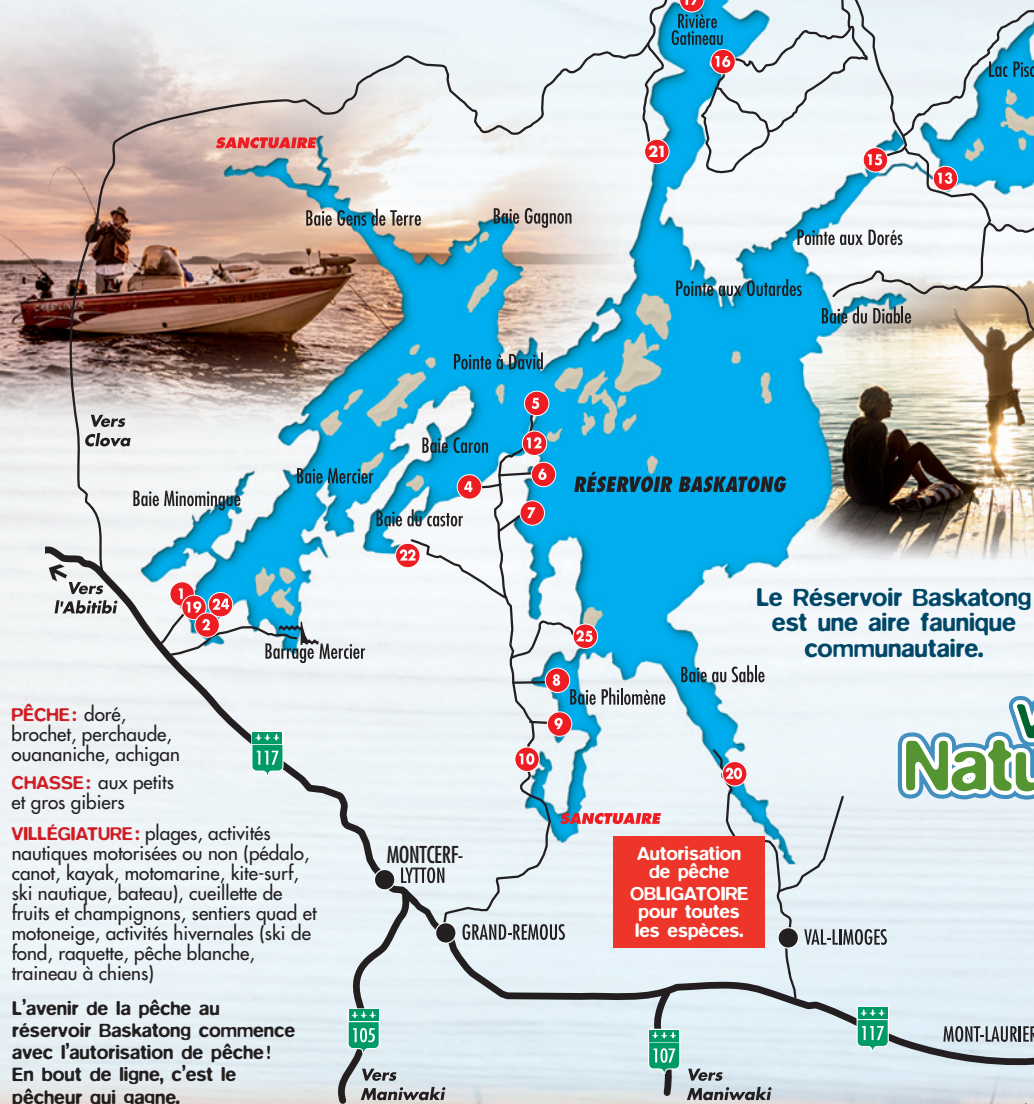 17
Rivière
Gatineau
16
Lac
SANCTUAIRE
21
15
13
Baie Gens de Terre
Baie Gagnon
Pointe aux Dorés
Pointe aux Outardes
Baie du Diable
Pointe à David
5
Vers
Clova
12
Baie Caron
6
Baie Mercier
4
RÉSERVOIR BASKATONG
Baie Minomingue
7
Baie du castor
22
Vers
l'Abitibi
1
19
24
2
Le Réservoir Baskatong
est une aire faunique
communautaire.
Barrage Mercier
25
8
Baie Philomène
Baie au Sable
9
10
20
PÊCHE: doré,
brochet, perchaude,
ouananiche, achigan
117
CHASSE: aux petits
et gros gibiers
Natu
SANCTUAIRE
VILLÉGIATURE: plages, activités
nautiques motorisées ou non (pédalo,
canot, kayak, motomarine, kite-surf,
ski nautique, bateau), cueillette de
fruits et champignons, sentiers quad et
motoneige, activités hivernales (ski de
fond, raquette, pêche blanche,
traineau à chiens)
MONTCERF-
LYTTON
Autorisation
de pêche
OBLIGATOIRE
pour toutes
les espèces.
GRAND-REMOUS
VAL-LIMOGES
L'avenir de la pêche au
réservoir Baskatong commence
avec l'autorisation de pêche!
En bout de ligne, c'est le
pêcheur qui gagne.
105
107
117
MONT-LAURIER
Vers
Maniwaki
Vers
Maniwaki